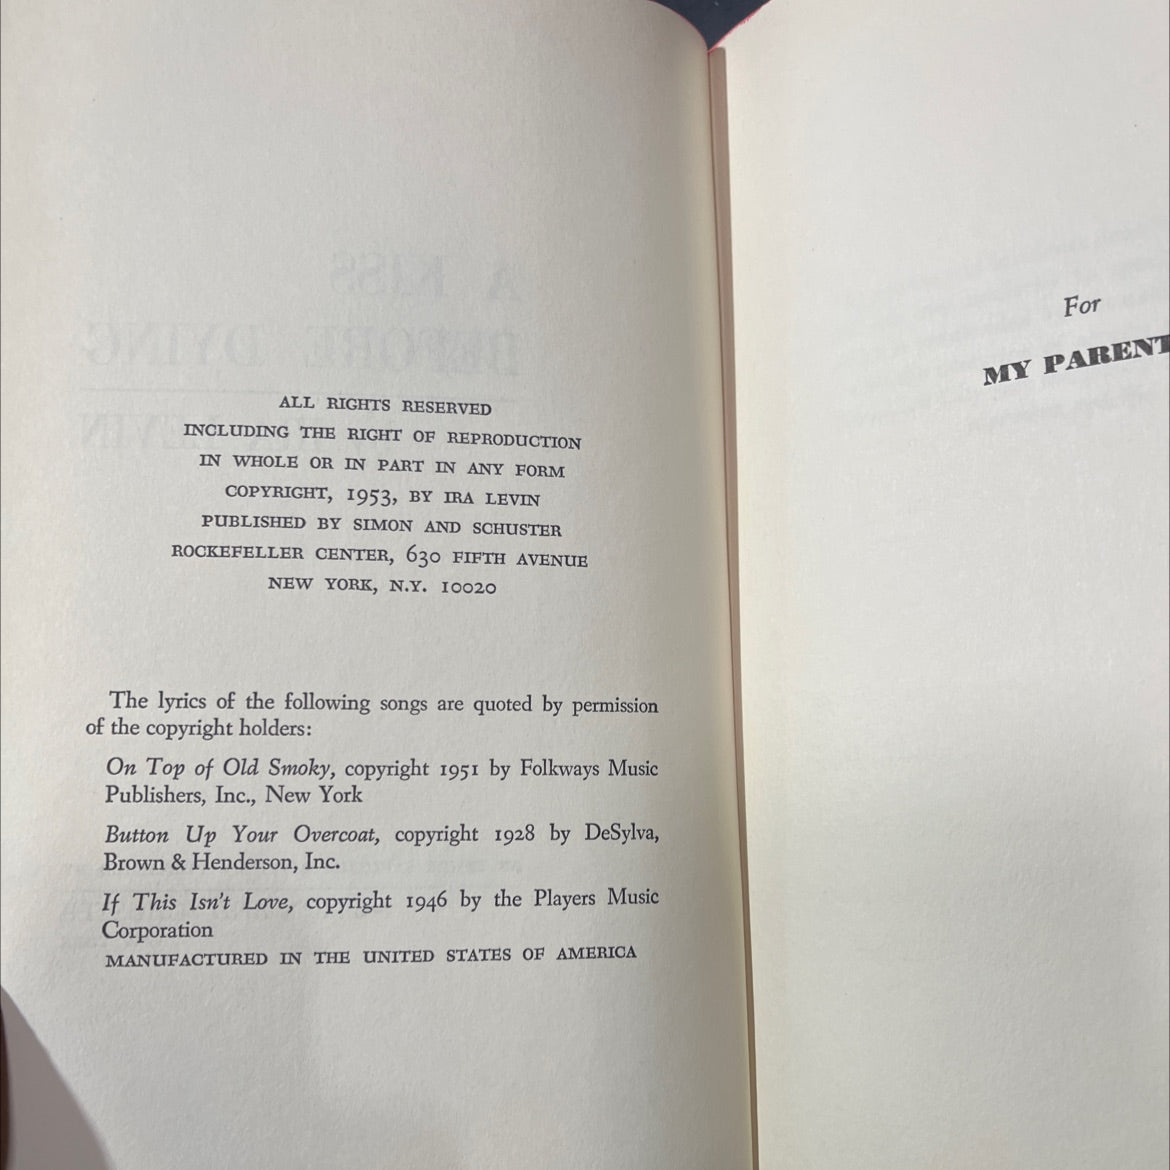 ALL RIGHTS RESERVED
INCLUDING THE RIGHT OF REPRODUCTION
IN WHOLE OR IN PART IN ANY FORM
COPYRIGHT, 1953, BY IRA LEVIN
PUBLISHED BY SIMON AND SCHUSTER
ROCKEFELLER CENTER, 630 FIFTH AVENUE
NEW YORK, N.Y. 10020
The lyrics of the following songs are quoted by permission
of the copyright holders:
On Top of Old Smoky, copyright 1951 by Folkways Music
Publishers, Inc., New York
Button Up Your Overcoat, copyright 1928 by DeSylva,
Brown & Henderson, Inc.
If This Isn't Love, copyright 1946 by the Players Music
Corporation
MANUFACTURED IN THE UNITED STATES OF AMERICA
For
MY PARENT